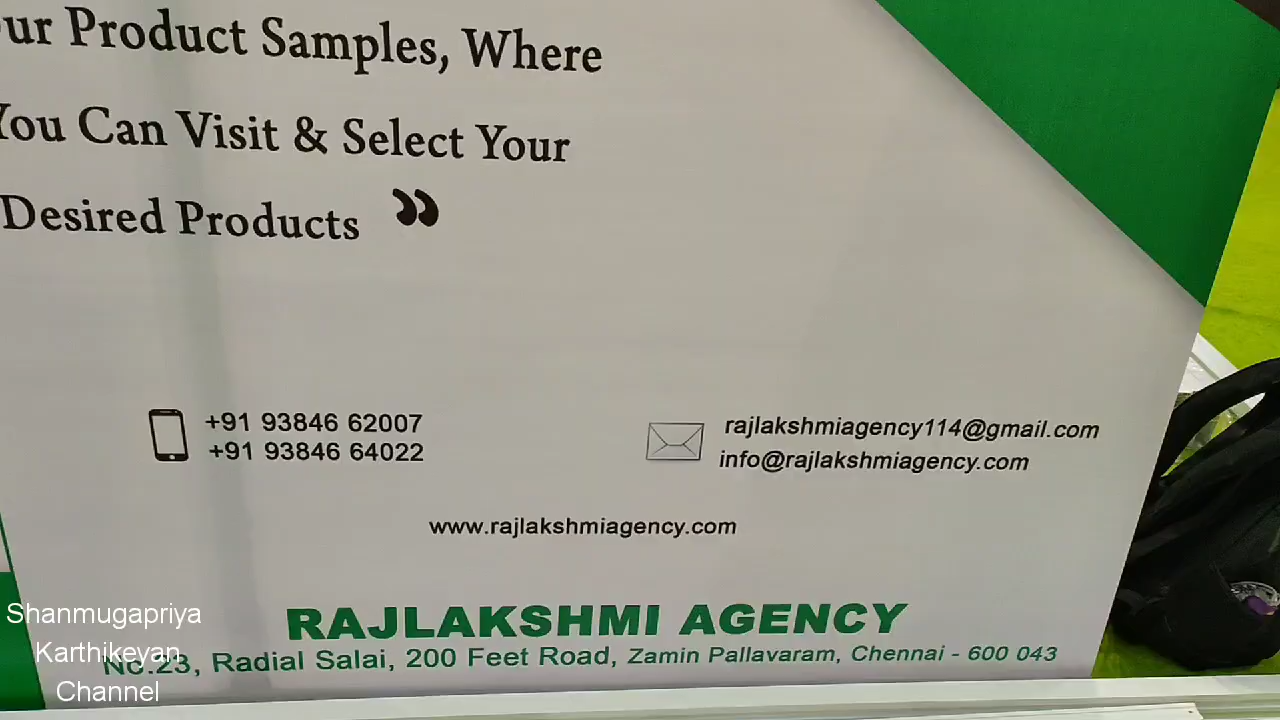 ur Product Samples, Where
You Can Visit & Select Your
Desired Products ”
+91 93846 62007
+91 93846 64022
rajlakshmiagency114@gmail.com
info@rajlakshmiagency.com
www.rajlakshmiagency.com
RAJLAKSHMI AGENCY
No.23, Radial Salai, 200 Feet Road, Zamin Pallavaram, Chennai - 600 043
Shanmugapriya
Karthikeyan
Channel